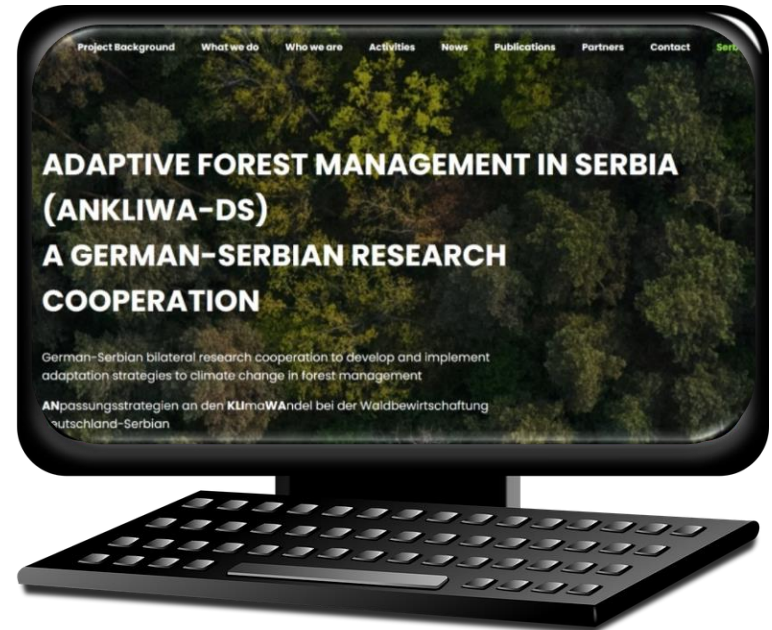 Project Background What we do Who we are Activities News Publications Partners Contact
ADAPTIVE FOREST MANAGEMENT IN SERBIA
(ANKLIWA-DS)
A GERMAN-SERBIAN RESEARCH
COOPERATION
German-Serbian bilateral research cooperation to develop and implement
adaptation strategies to climate change in forest management
ANpassungsstrategien an den KLImaWAndel bei der Waldbewirtschaftung
eutschland-Serbian